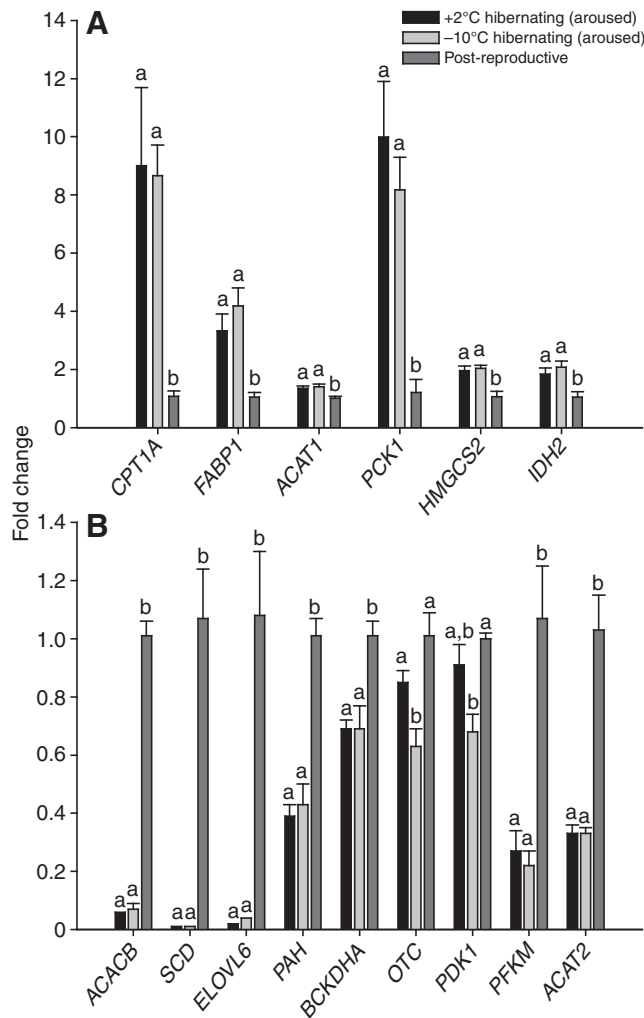 A
+2°C hibernating (aroused)
–10°C hibernating (aroused)
Post-reproductive
14
12
10
8
6
4
2
0
a a b
a a b
a a b
a a b
a a b
a a b
CPT1A
FABP1
ACAT1
PCK1
HMGCS2
IDH2
Fold change
B
1.4
1.2
1.0
0.8
0.6
0.4
0.2
0
a a b
a a b
a a b
a a b
a a b
a b a
a,b b a
a a b
a a b
ACACB
SCD
ELOVL6
PAH
BCKDHA
OTC
PDK1
PFKM
ACAT2